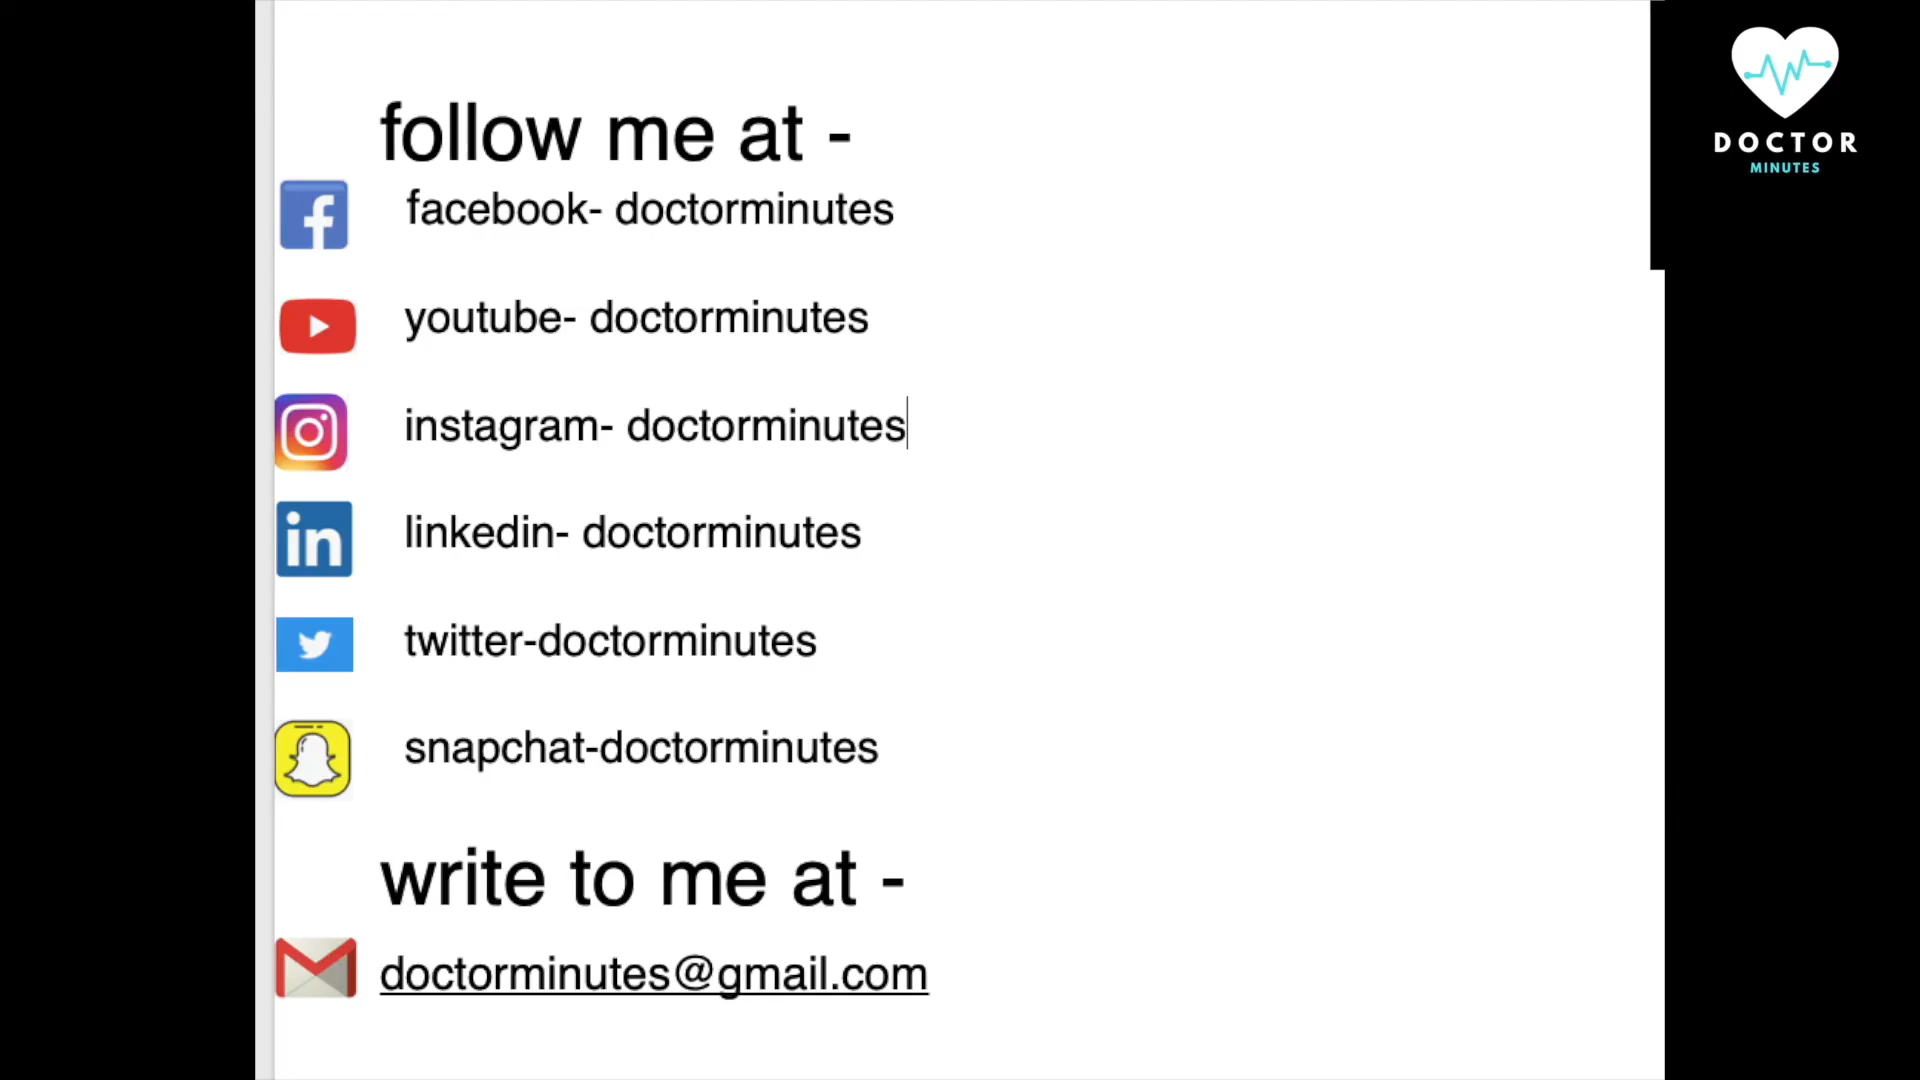 follow me at -
facebook- doctorminutes
youtube- doctorminutes
instagram- doctorminutes
linkedin- doctorminutes
twitter-doctorminutes
snapchat-doctorminutes
write to me at -
doctorminutes@gmail.com
DOCTOR
MINUTES